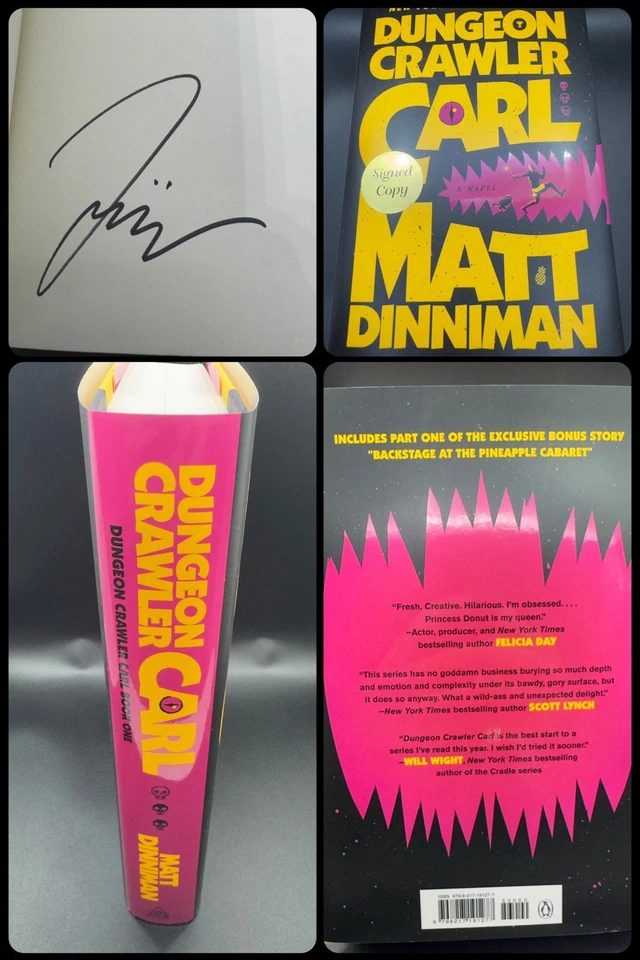 DUNGEON
CRAWLER
CARL
Signed
Copy
A NOVEL
MATT
DINNIMAN
DUNGEON
CRAWLER
CARL
DUNGEON CRAWLER CARL BOOK ONE
MATT
DINNIMAN
INCLUDES PART ONE OF THE EXCLUSIVE BONUS STORY
"BACKSTAGE AT THE PINEAPPLE CABARET"
"Fresh. Creative. Hilarious. I'm obsessed. . . .
Princess Donut is my queen."
—Actor, producer, and New York Times
bestselling author FELICIA DAY
"This series has no goddamn business burying so much depth
and emotion and complexity under its bawdy, gory surface, but
it does so anyway. What a wild-ass and unexpected delight."
—New York Times bestselling author SCOTT LYNCH
"Dungeon Crawler Carl is the best start to a
series I've read this year. I wish I'd tried it sooner."
—WILL WIGHT, New York Times bestselling
author of the Cradle series